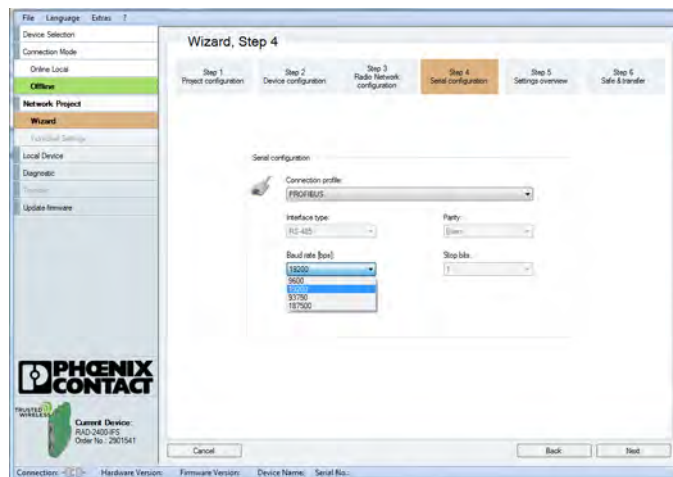 File Language Extras ?
Device Selection
Connection Mode
Online Local
Offline
Network Project
Wizard
Individual Settings
Local Device
Diagnostic
Update firmware
Wizard, Step 4
Step 1
Project configuration
Step 2
Device configuration
Step 3
Radio Network
configuration
Step 4
Serial configuration
Step 5
Settings overview
Step 6
Safe & transfer
Serial configuration
Connection profile:
PROFIBUS
Interface type:
RS-485
Parity:
Even
Baud rate [bps]:
19200
9600
19200
93750
187500
Stop bits:
1
PHŒNIX
CONTACT
TRUSTED
WIRELESS
Current Device:
RAD-2400-IFS
Order No.: 2901541
Cancel
Back
Next
Connection: Hardware Version: Firmware Version: Device Name: Serial No.: